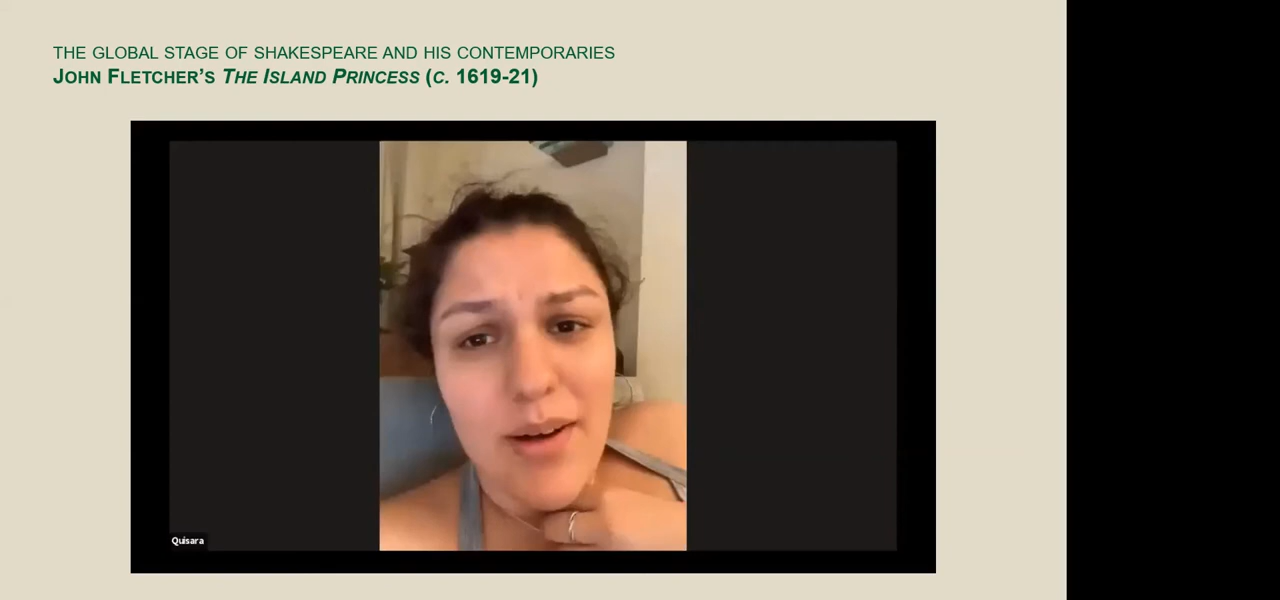 THE GLOBAL STAGE OF SHAKESPEARE AND HIS CONTEMPORARIES
JOHN FLETCHER’S THE ISLAND PRINCESS (C. 1619-21)
Quisara